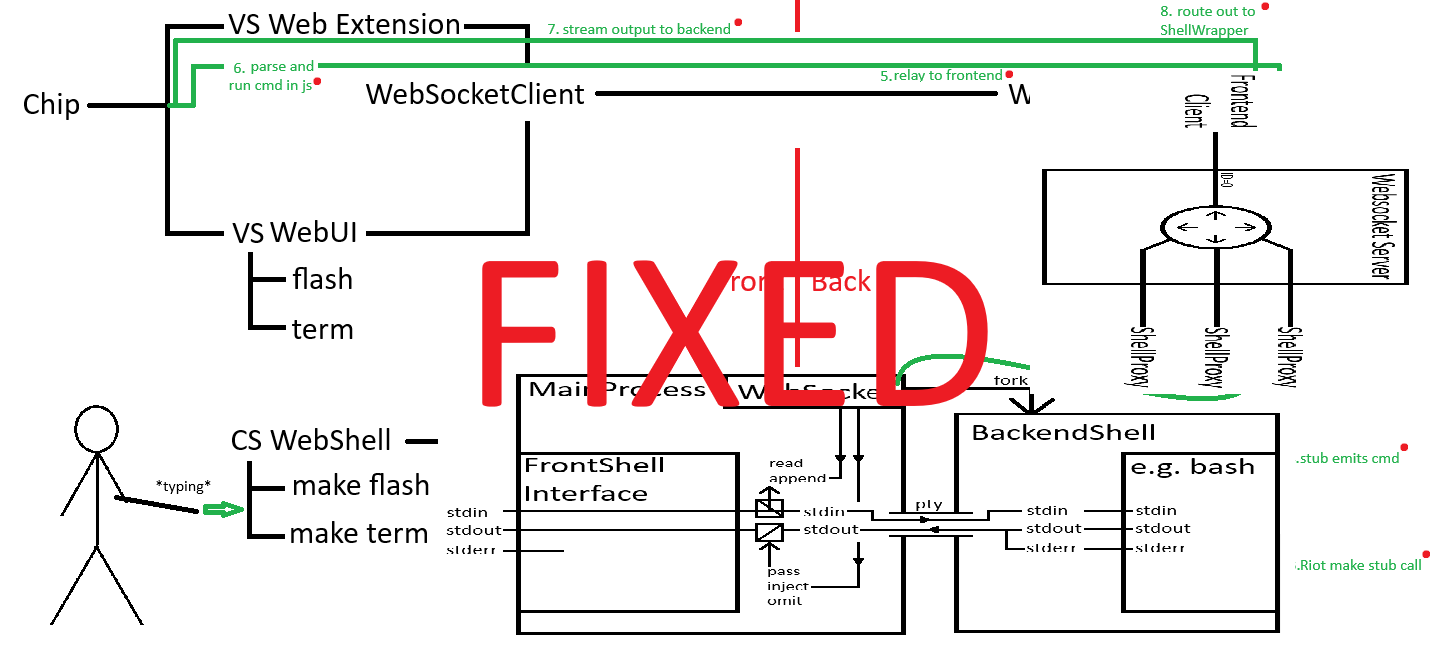 VS Web Extension
7. stream output to backend
8. route out to
ShellWrapper
6. parse and
run cmd in js
5.relay to frontend
Chip
WebSocketClient
W
Frontend
Client
ID=0
Websocket Server
VS WebUI
flash
term
Back
FIXED
ShellProxy
ShellProxy
ShellProxy
MainProcess
fork
CS WebShell
make flash
make term
*typing*
FrontShell
Interface
read
append
stdin
stdout
stderr
stdin
stdout
pass
inject
omit
BackendShell
e.g. bash
stdin
stdout
stderr
stdin
stdout
stderr
.stub emits cmd
.Riot make stub call